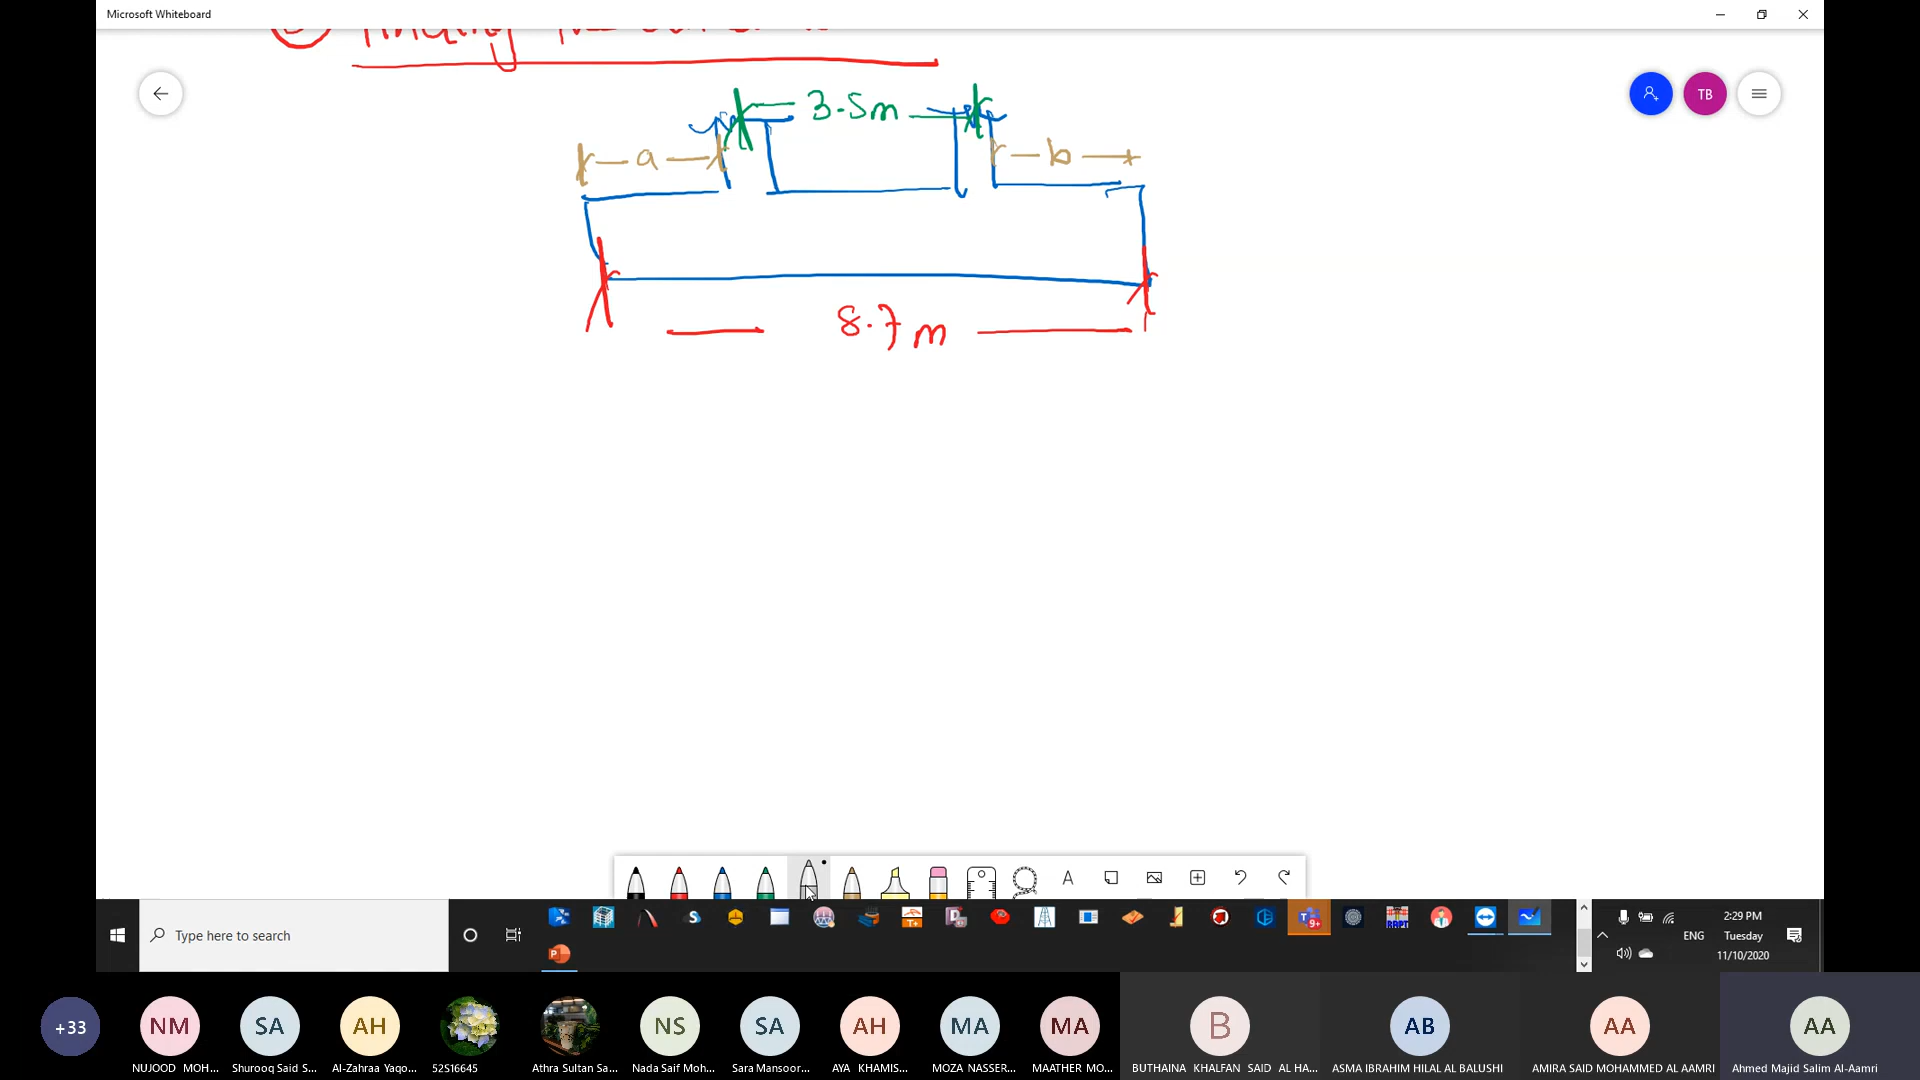 Microsoft Whiteboard
finding
TB
3.5m
a
b
8.7 m
A
Type here to search
ENG
2:29 PM
Tuesday
11/10/2020
+33
NM
SA
AH
NS
SA
AH
MA
MA
B
AB
AA
AA
NUJOOD MOH...
Shurooq Said S...
Al-Zahraa Yaqo...
52S16645
Athra Sultan Sa...
Nada Saif Moh...
Sara Mansoor...
AYA KHAMIS...
MOZA NASSER...
MAATHER MO...
BUTHAINA KHALFAN SAID AL HA...
ASMA IBRAHIM HILAL AL BALUSHI
AMIRA SAID MOHAMMED AL AAMRI
Ahmed Majid Salim Al-Aamri